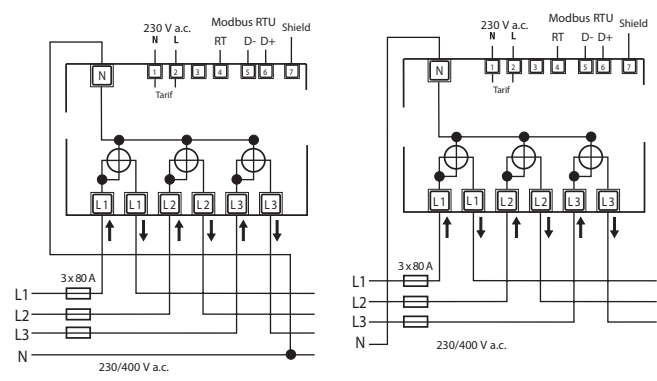 230 V a.c. Modbus RTU Shield
N L RT D- D+
N 1 2 3 4 5 6 7
Tarif
L1 L1 L2 L2 L3 L3
3 x 80 A
L1
L2
L3
N
230/400 V a.c.
230 V a.c. Modbus RTU Shield
N L RT D- D+
N 1 2 3 4 5 6 7
Tarif
L1 L1 L2 L2 L3 L3
3 x 80 A
L1
L2
L3
N
230/400 V a.c.